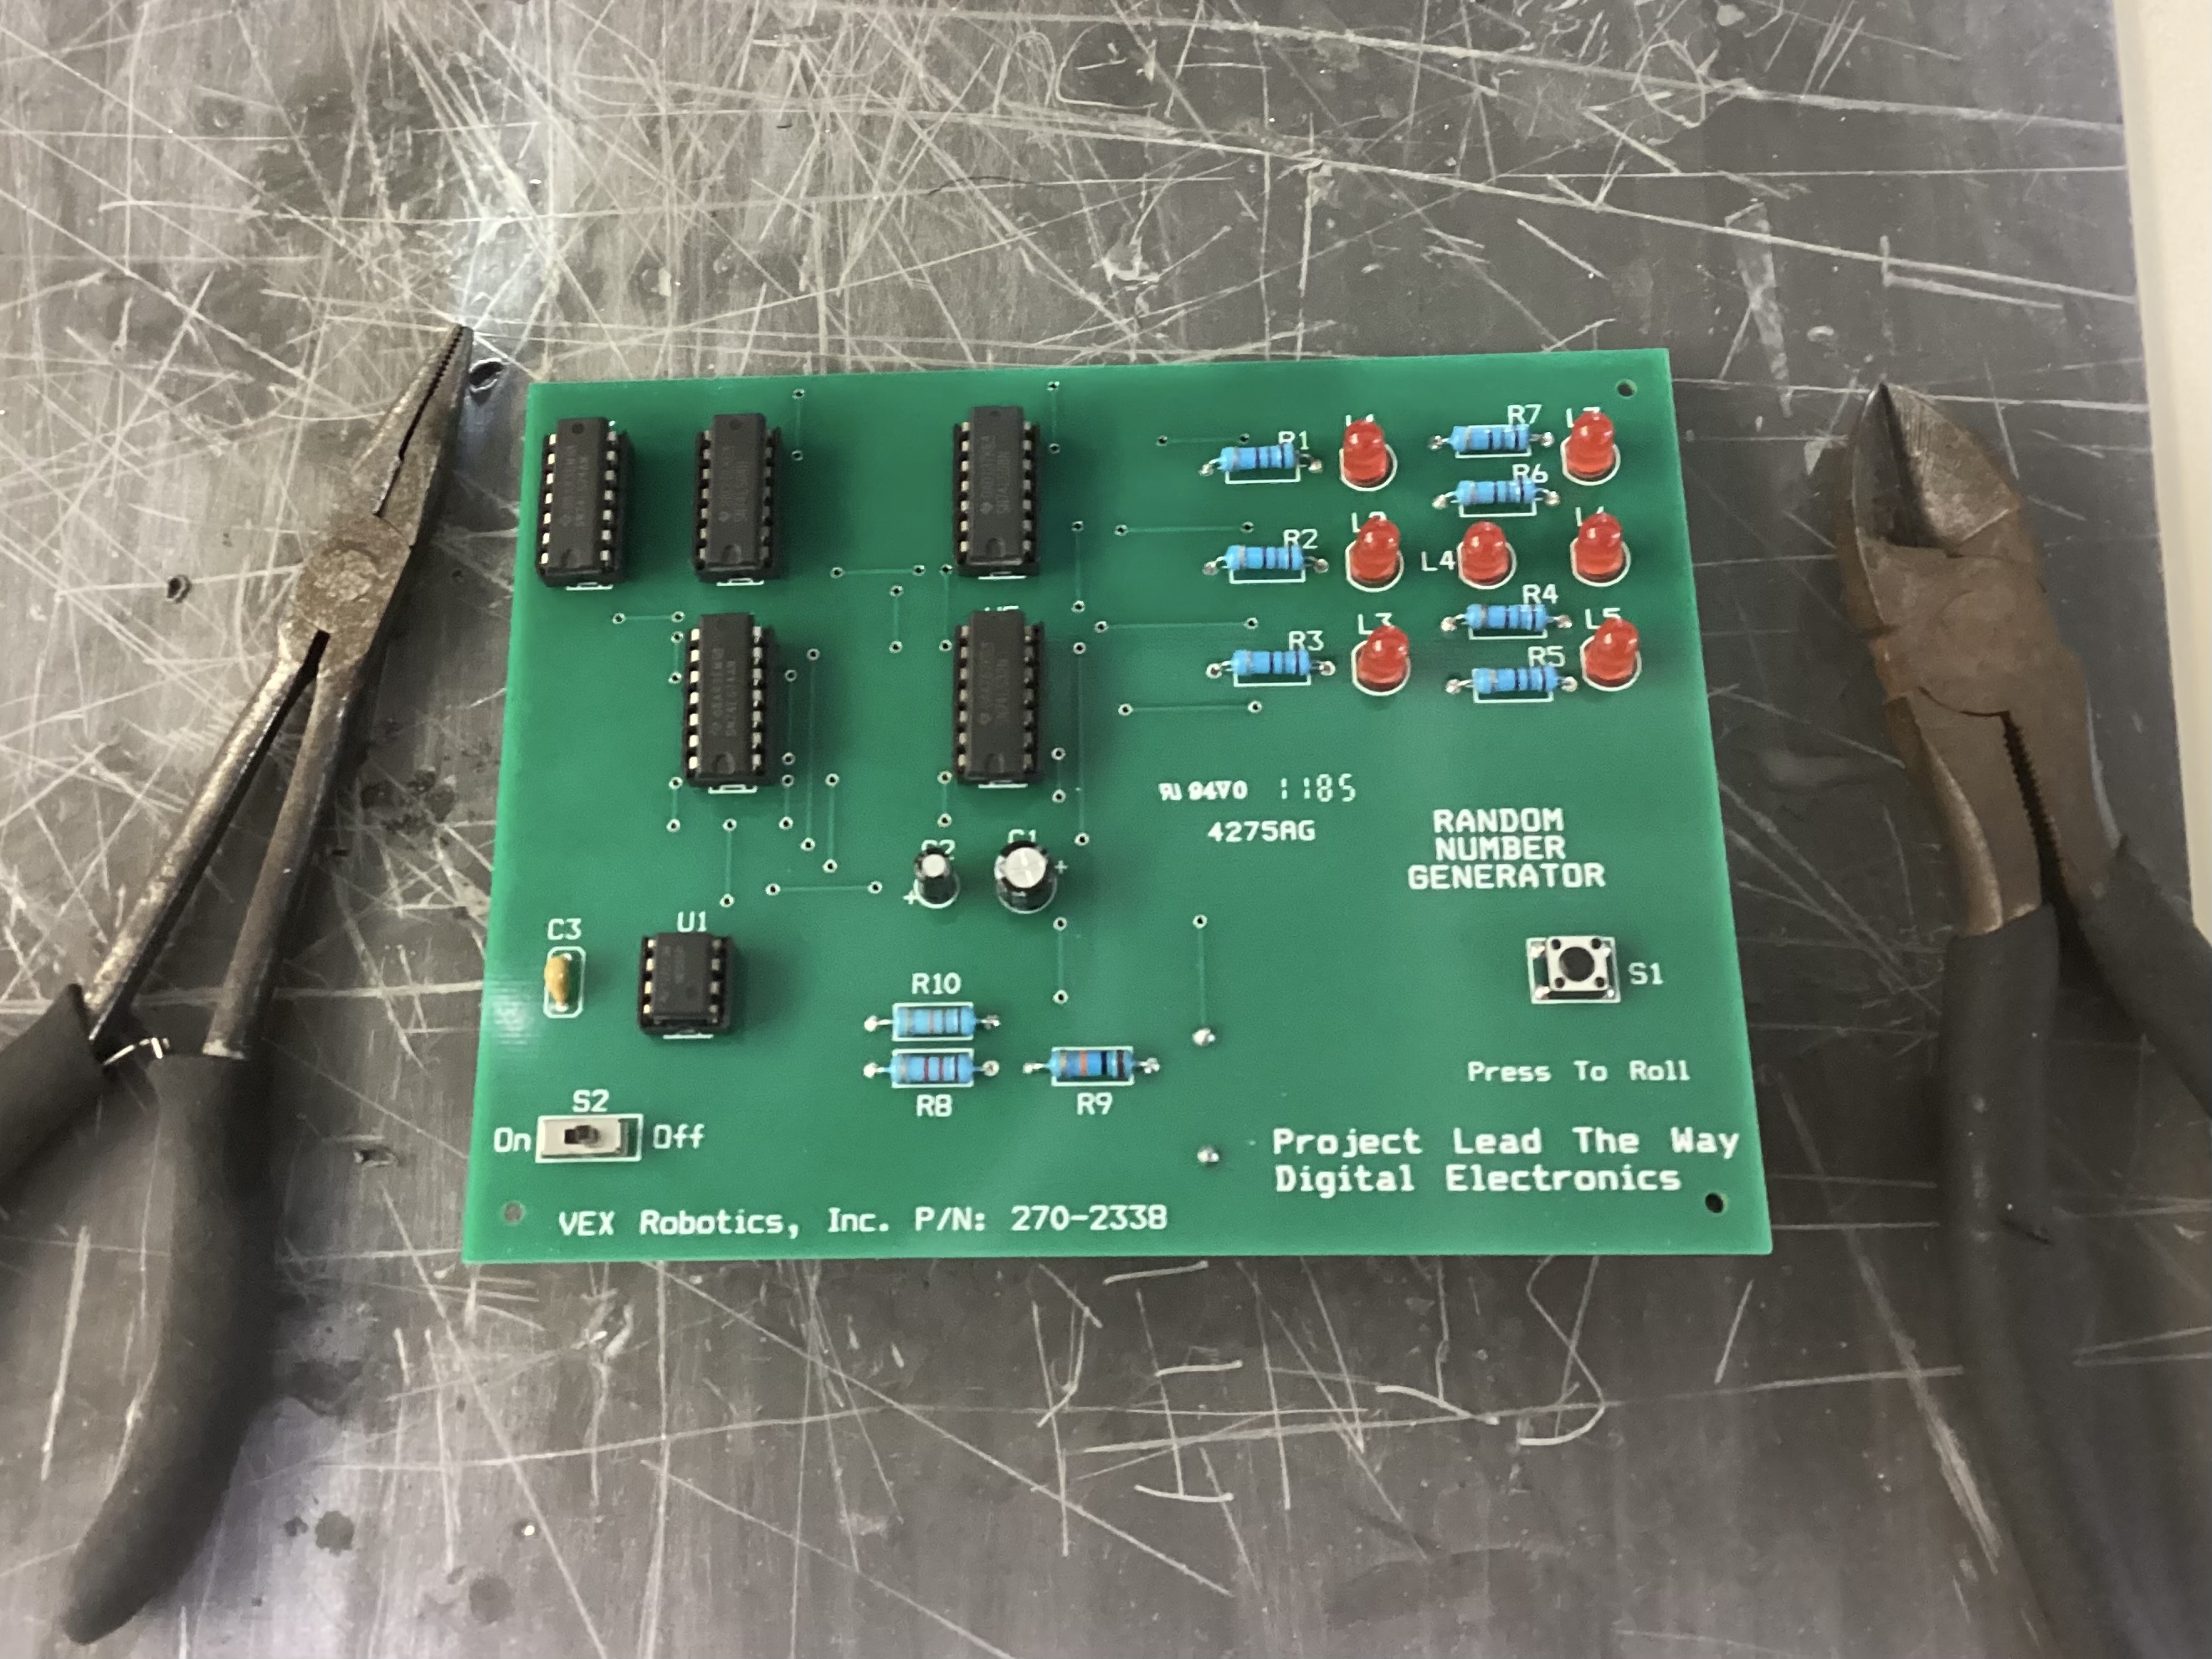 R7
R1
R6
R2
L4
R4
R3
R5
94V0 1185
4275AG
RANDOM
NUMBER
GENERATOR
C3
U1
R10
S1
R8
R9
Press To Roll
S2
On
Off
Project Lead The Way
Digital Electronics
VEX Robotics, Inc. P/N: 270-2338